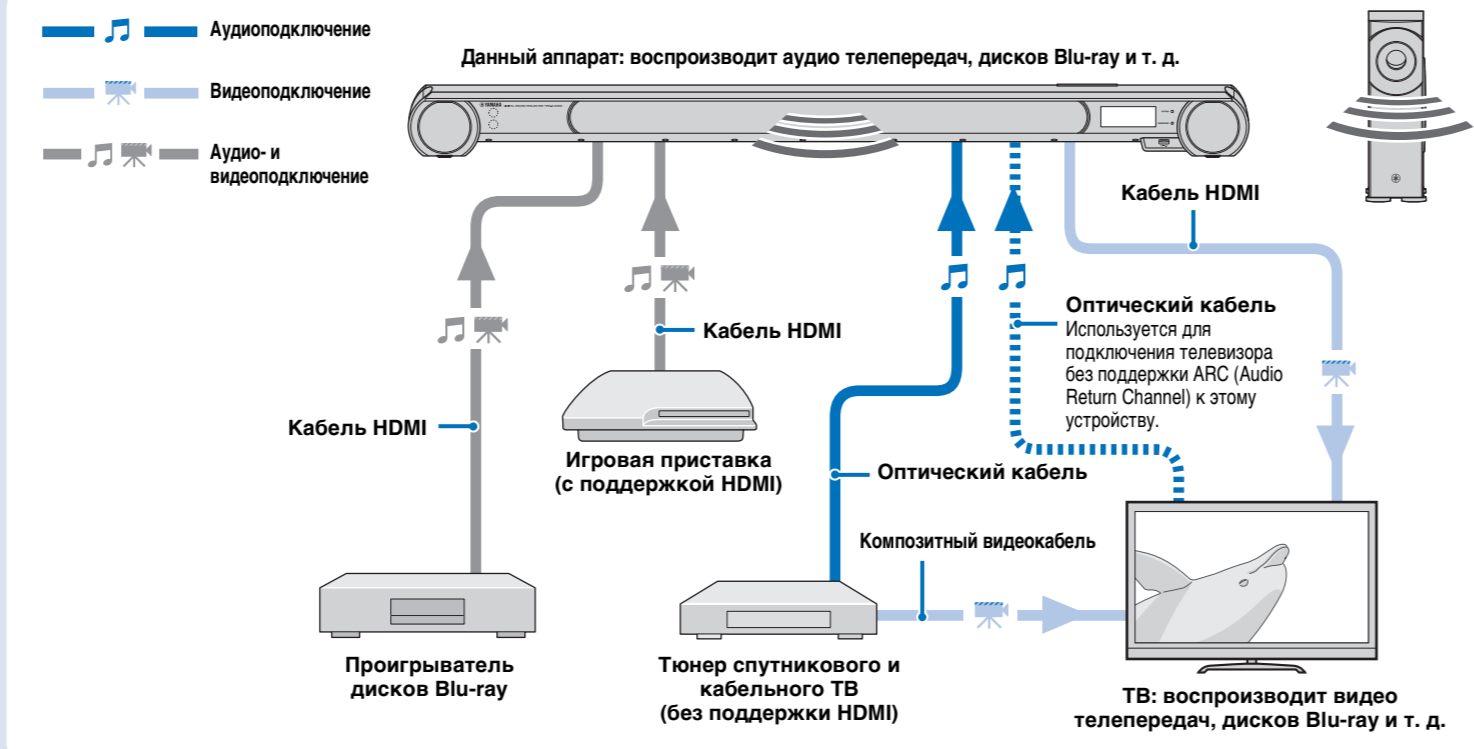 Аудиоподключение
Данный аппарат: воспроизводит аудио телепередач, дисков Blu-ray и т. д.
Видеоподключение
YAMAHA
Аудио- и
видеоподключение
Кабель HDMI
Оптический кабель
Используется для
подключения телевизора
без поддержки ARC (Audio
Return Channel) к этому
устройству.
Кабель HDMI
Кабель HDMI
Игровая приставка
(с поддержкой HDMI)
Оптический кабель
Композитный видеокабель
Проигрыватель
дисков Blu-ray
Тюнер спутникового и
кабельного ТВ
(без поддержки HDMI)
ТВ: воспроизводит видео
телепередач, дисков Blu-ray и т. д.